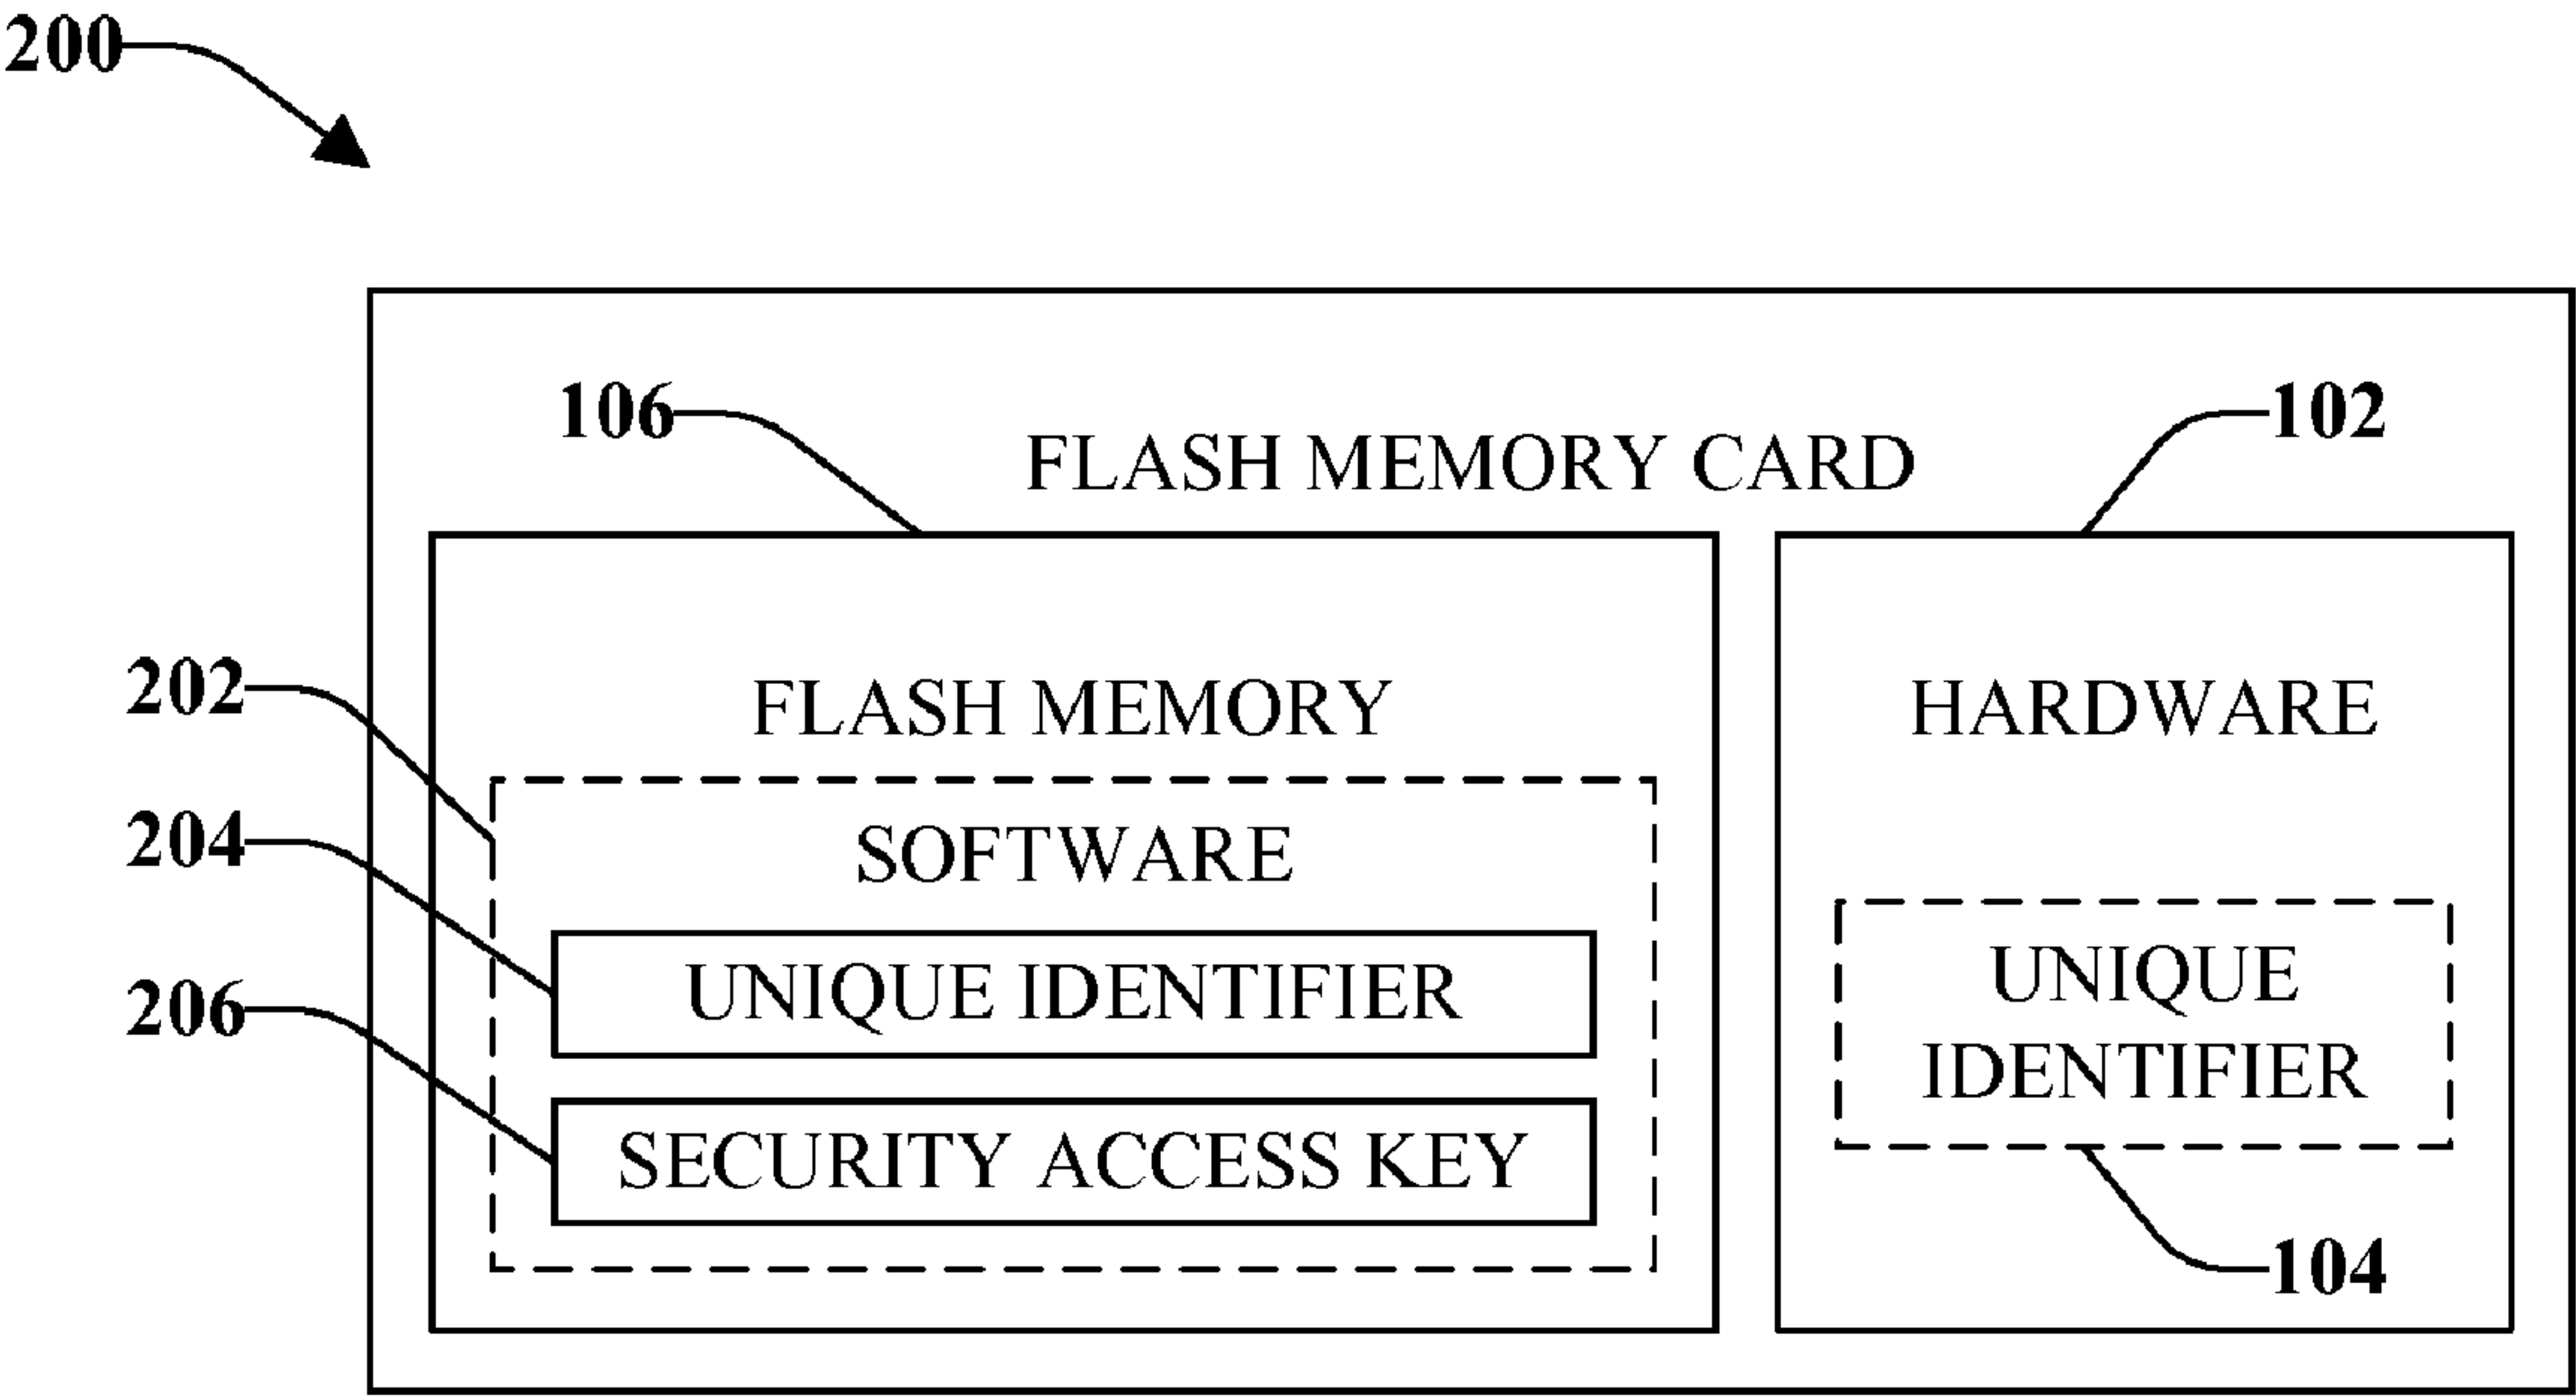 200
106
102
FLASH MEMORY CARD
202
FLASH MEMORY
HARDWARE
204
SOFTWARE
UNIQUE IDENTIFIER
UNIQUE
IDENTIFIER
206
SECURITY ACCESS KEY
104